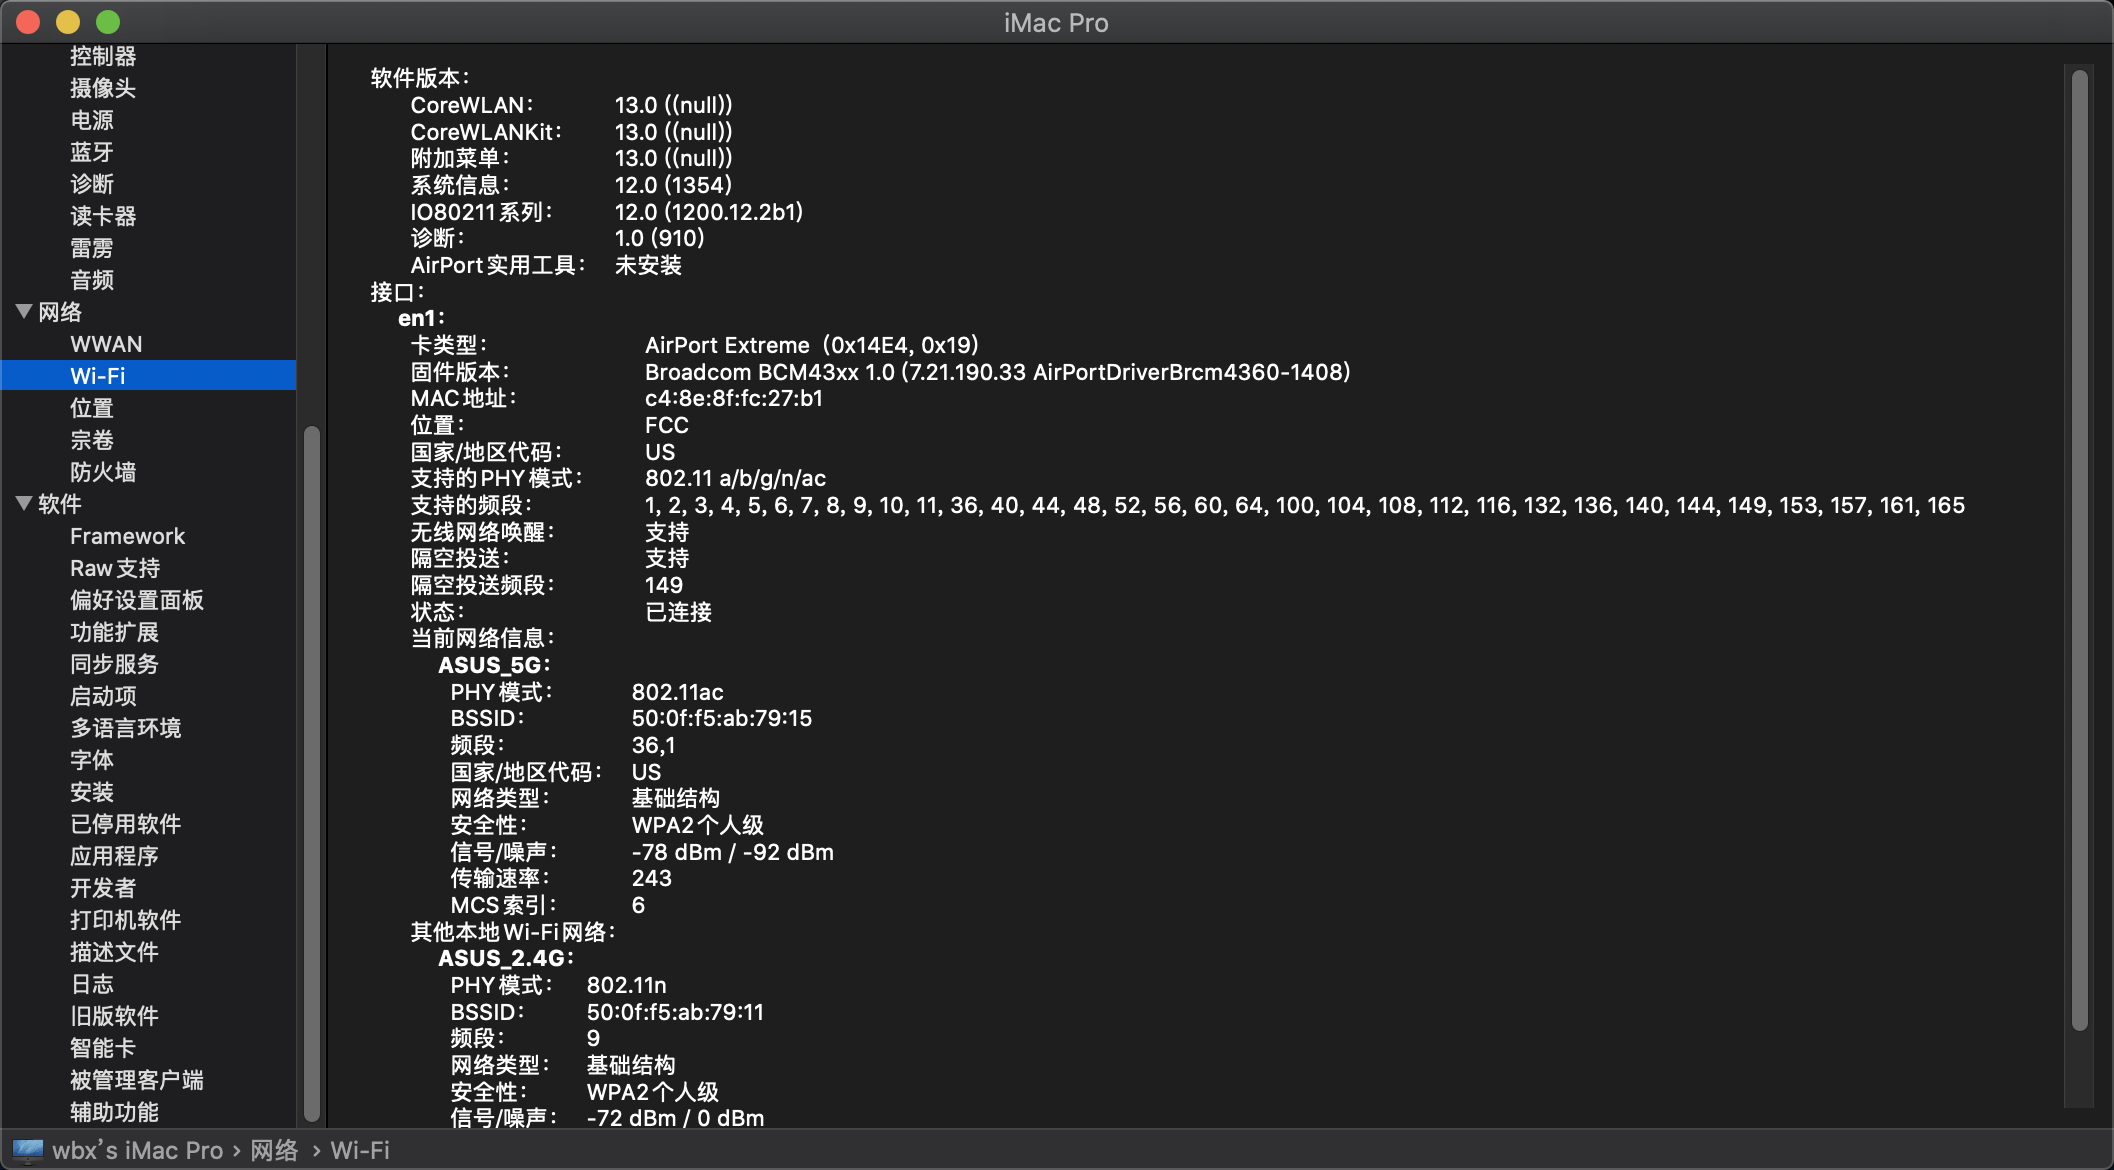 iMac Pro
控制器
摄像头
电源
蓝牙
诊断
读卡器
雷雳
音频
网络
WWAN
Wi-Fi
位置
宗卷
防火墙
软件
Framework
Raw 支持
偏好设置面板
功能扩展
同步服务
启动项
多语言环境
字体
安装
已停用软件
应用程序
开发者
打印机软件
描述文件
日志
旧版软件
智能卡
被管理客户端
辅助功能
软件版本：
CoreWLAN： 13.0 ((null))
CoreWLANKit： 13.0 ((null))
附加菜单： 13.0 ((null))
系统信息： 12.0 (1354)
IO80211 系列： 12.0 (1200.12.2b1)
诊断： 1.0 (910)
AirPort 实用工具： 未安装
接口：
en1：
卡类型： AirPort Extreme（0x14E4, 0x19）
固件版本： Broadcom BCM43xx 1.0 (7.21.190.33 AirPortDriverBrcm4360-1408)
MAC 地址： c4:8e:8f:fc:27:b1
位置： FCC
国家/地区代码： US
支持的 PHY 模式： 802.11 a/b/g/n/ac
支持的频段： 1, 2, 3, 4, 5, 6, 7, 8, 9, 10, 11, 36, 40, 44, 48, 52, 56, 60, 64, 100, 104, 108, 112, 116, 132, 136, 140, 144, 149, 153, 157, 161, 165
无线网络唤醒： 支持
隔空投送： 支持
隔空投送频段： 149
状态： 已连接
当前网络信息：
ASUS_5G：
PHY 模式： 802.11ac
BSSID： 50:0f:f5:ab:79:15
频段： 36,1
国家/地区代码： US
网络类型： 基础结构
安全性： WPA2 个人级
信号/噪声： -78 dBm / -92 dBm
传输速率： 243
MCS 索引： 6
其他本地 Wi-Fi 网络：
ASUS_2.4G：
PHY 模式： 802.11n
BSSID： 50:0f:f5:ab:79:11
频段： 9
网络类型： 基础结构
安全性： WPA2 个人级
信号/噪声： -72 dBm / 0 dBm
wbx’s iMac Pro › 网络 › Wi-Fi